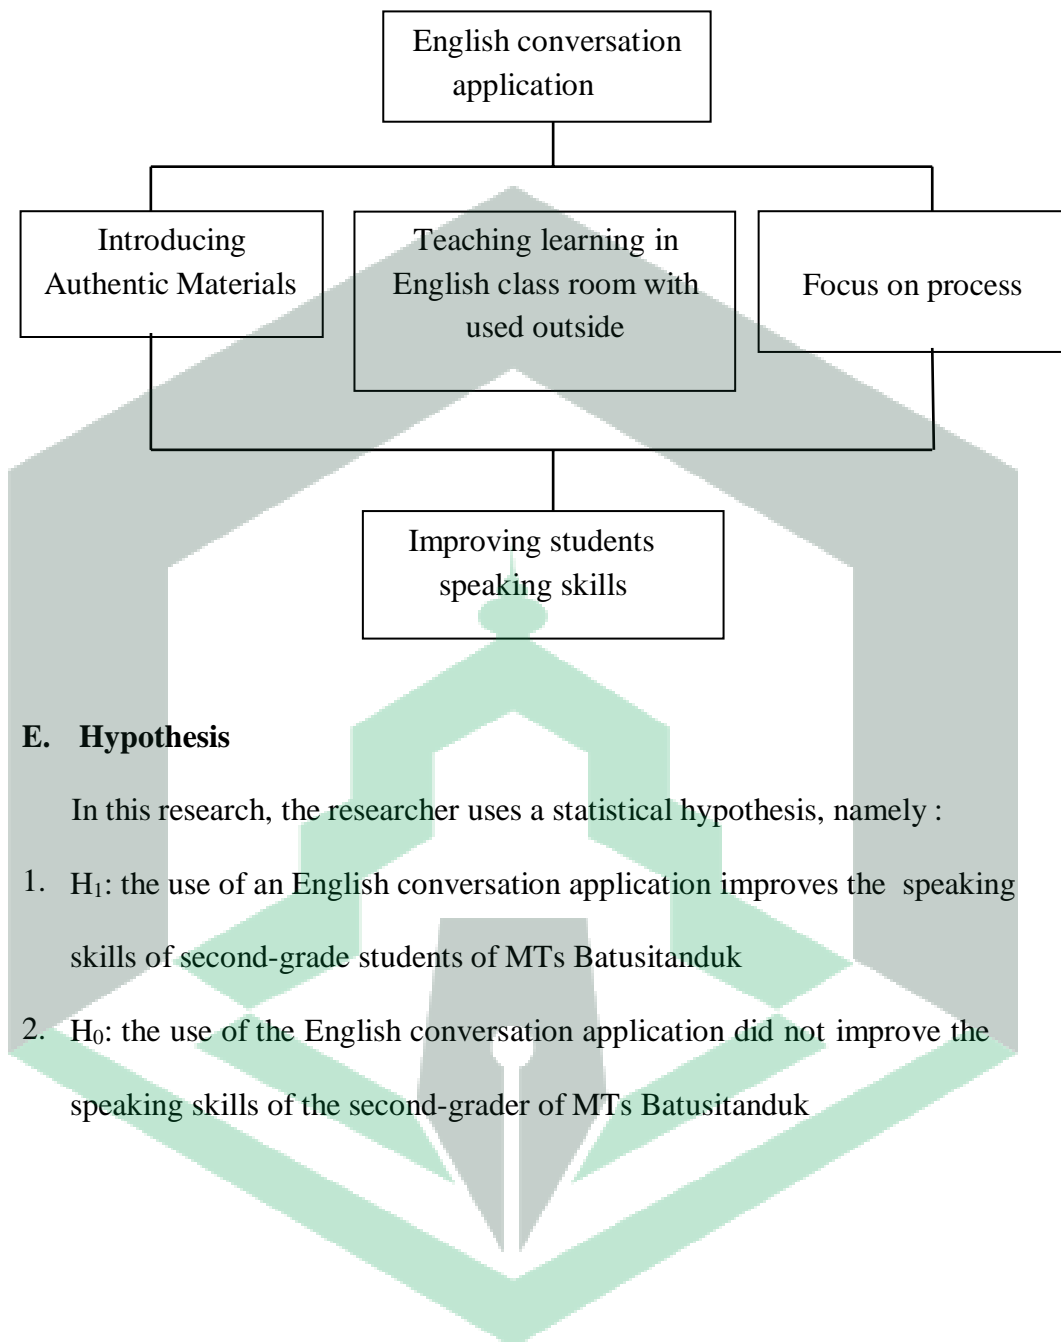 English conversation
application
Introducing
Authentic Materials
Teaching learning in
English class room with
used outside
Focus on process
Improving students
speaking skills
E. Hypothesis
In this research, the researcher uses a statistical hypothesis, namely :
1. H₁: the use of an English conversation application improves the speaking
skills of second-grade students of MTs Batusitanduk
2. H₀: the use of the English conversation application did not improve the
speaking skills of the second-grader of MTs Batusitanduk